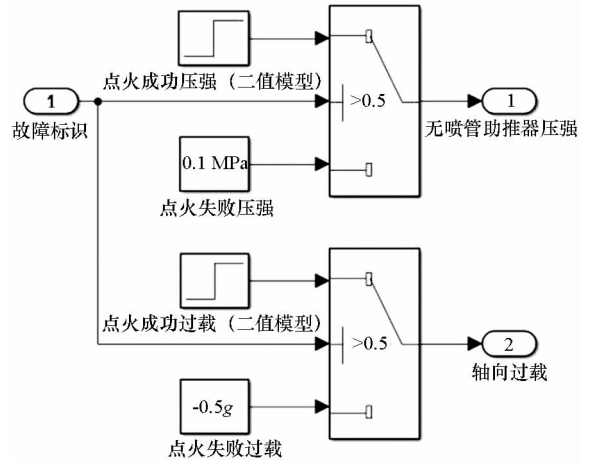 点火成功压强（二值模型）
1
故障标识
>0.5
1
无喷管助推器压强
0.1 MPa
点火失败压强
点火成功过载（二值模型）
>0.5
2
轴向过载
-0.5g
点火失败过载